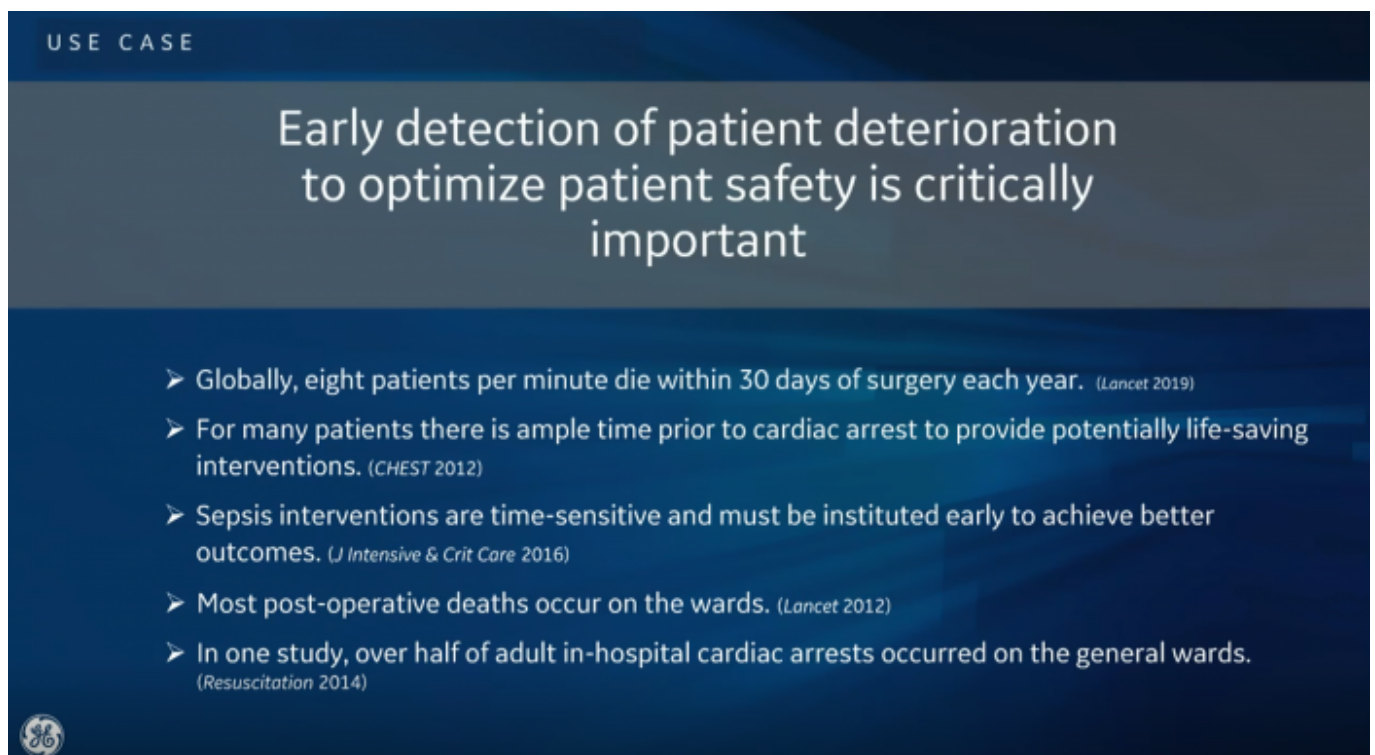 USE CASE
Early detection of patient deterioration
to optimize patient safety is critically
important
➤ Globally, eight patients per minute die within 30 days of surgery each year. (Lancet 2019)
➤ For many patients there is ample time prior to cardiac arrest to provide potentially life-saving
interventions. (CHEST 2012)
➤ Sepsis interventions are time-sensitive and must be instituted early to achieve better
outcomes. (J Intensive & Crit Care 2016)
➤ Most post-operative deaths occur on the wards. (Lancet 2012)
➤ In one study, over half of adult in-hospital cardiac arrests occurred on the general wards.
(Resuscitation 2014)
GE